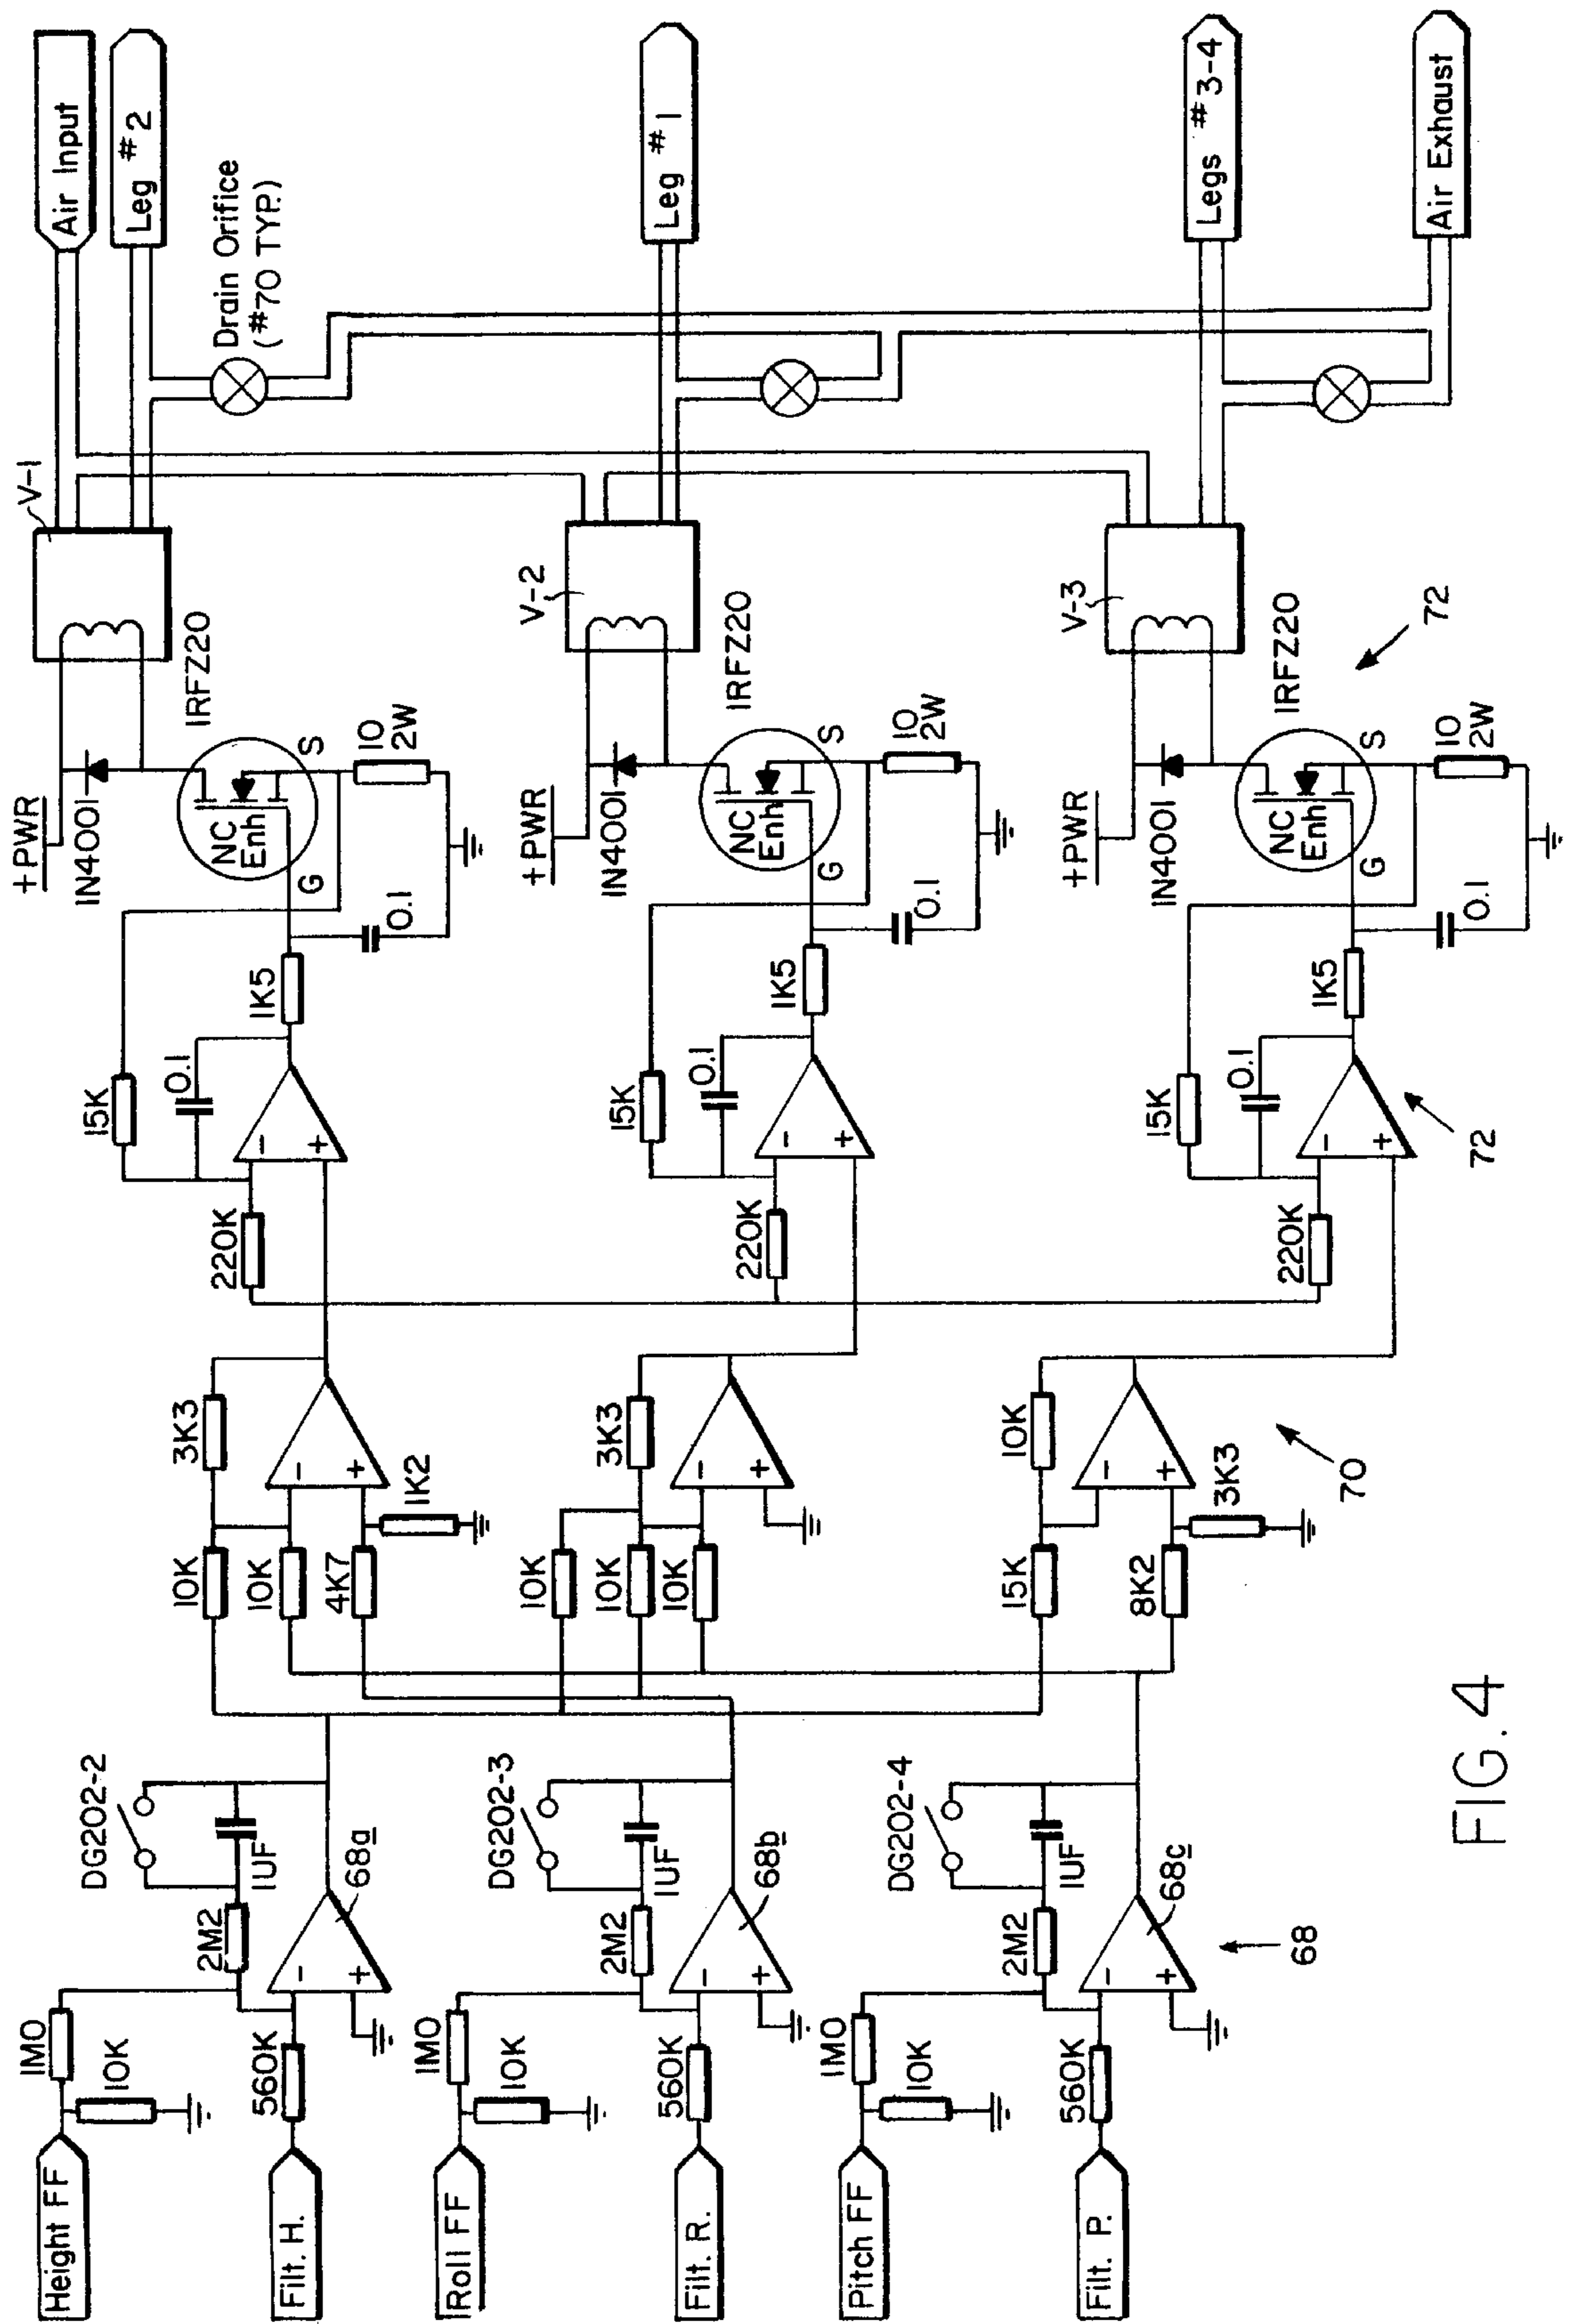 Height FF
1M0
10K
Filt. H.
560K
2M2
1UF
DG202-2
68a
Roll FF
1M0
10K
Filt. R.
560K
2M2
1UF
DG202-3
68b
Pitch FF
1M0
10K
Filt. P.
560K
2M2
1UF
DG202-4
68c
68
10K
10K
4K7
3K3
1K2
-
+
10K
10K
10K
3K3
-
+
15K
8K2
10K
3K3
-
+
70
220K
15K
0.1
1K5
0.1
-
+
G
NC
Enh
S
10
2W
IRFZ20
IN4001
+PWR
V-1
220K
15K
0.1
1K5
0.1
-
+
G
NC
Enh
S
10
2W
IRFZ20
IN4001
+PWR
V-2
220K
15K
0.1
1K5
0.1
-
+
G
NC
Enh
S
10
2W
IRFZ20
IN4001
+PWR
V-3
72
72
Air Input
Leg #2
Drain Orifice
(#70 TYP.)
Leg #1
Legs #3-4
Air Exhaust
-
+
-
+
-
+
FIG. 4